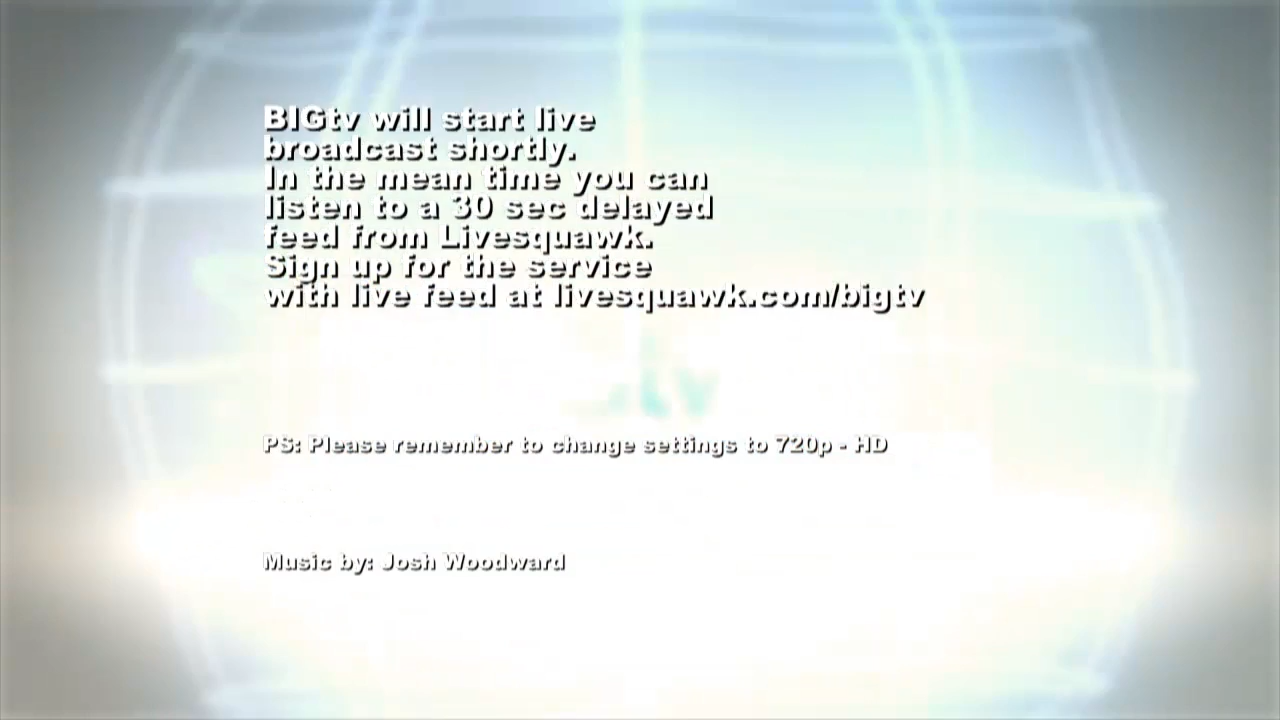 BIGtv will start live
broadcast shortly.
In the mean time you can
listen to a 30 sec delayed
feed from Livesquawk.
Sign up for the service
with live feed at livesquawk.com/bigtv
tv
PS: Please remember to change settings to 720p - HD
Music by: Josh Woodward